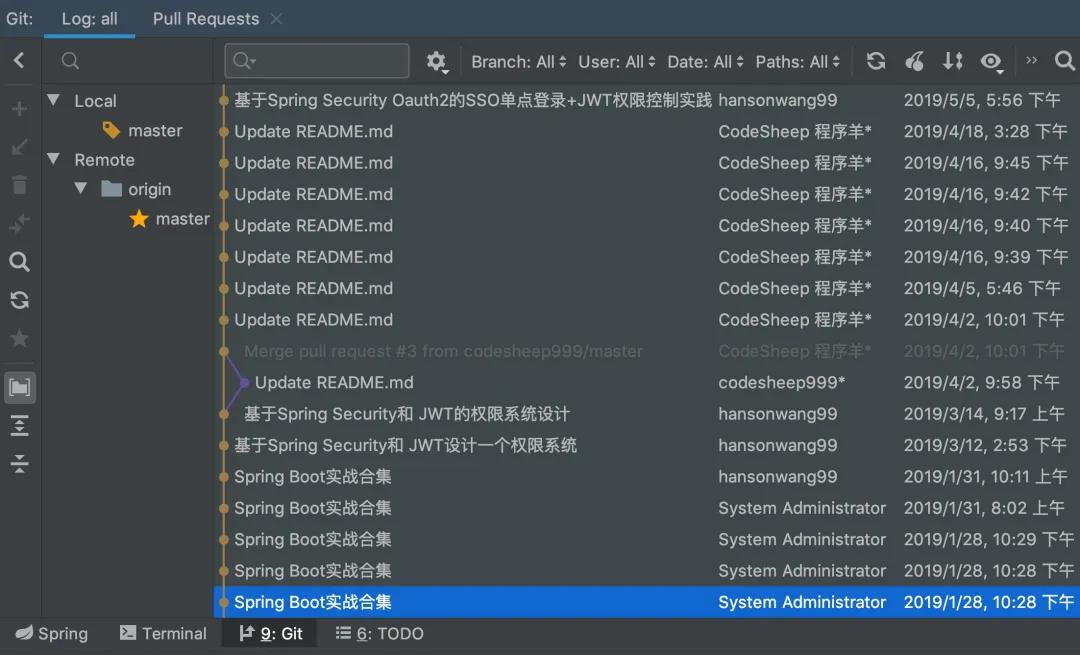 Git: Log: all Pull Requests
Branch: All User: All Date: All Paths: All
Local
master
Remote
origin
master
基于Spring Security Oauth2的SSO单点登录+JWT权限控制实践 hansonwang99 2019/5/5, 5:56 下午
Update README.md CodeSheep 程序羊* 2019/4/18, 3:28 下午
Update README.md CodeSheep 程序羊* 2019/4/16, 9:45 下午
Update README.md CodeSheep 程序羊* 2019/4/16, 9:42 下午
Update README.md CodeSheep 程序羊* 2019/4/16, 9:40 下午
Update README.md CodeSheep 程序羊* 2019/4/16, 9:39 下午
Update README.md CodeSheep 程序羊* 2019/4/5, 5:46 下午
Update README.md CodeSheep 程序羊* 2019/4/2, 10:01 下午
Merge pull request #3 from codesheep999/master CodeSheep 程序羊* 2019/4/2, 10:01 下午
Update README.md codesheep999* 2019/4/2, 9:58 下午
基于Spring Security和 JWT的权限系统设计 hansonwang99 2019/3/14, 9:17 上午
基于Spring Security和 JWT设计一个权限系统 hansonwang99 2019/3/12, 2:53 下午
Spring Boot实战合集 hansonwang99 2019/1/31, 10:11 上午
Spring Boot实战合集 System Administrator 2019/1/31, 8:02 上午
Spring Boot实战合集 System Administrator 2019/1/28, 10:29 下午
Spring Boot实战合集 System Administrator 2019/1/28, 10:28 下午
Spring Boot实战合集 System Administrator 2019/1/28, 10:28 下午
Spring Terminal 9: Git 6: TODO